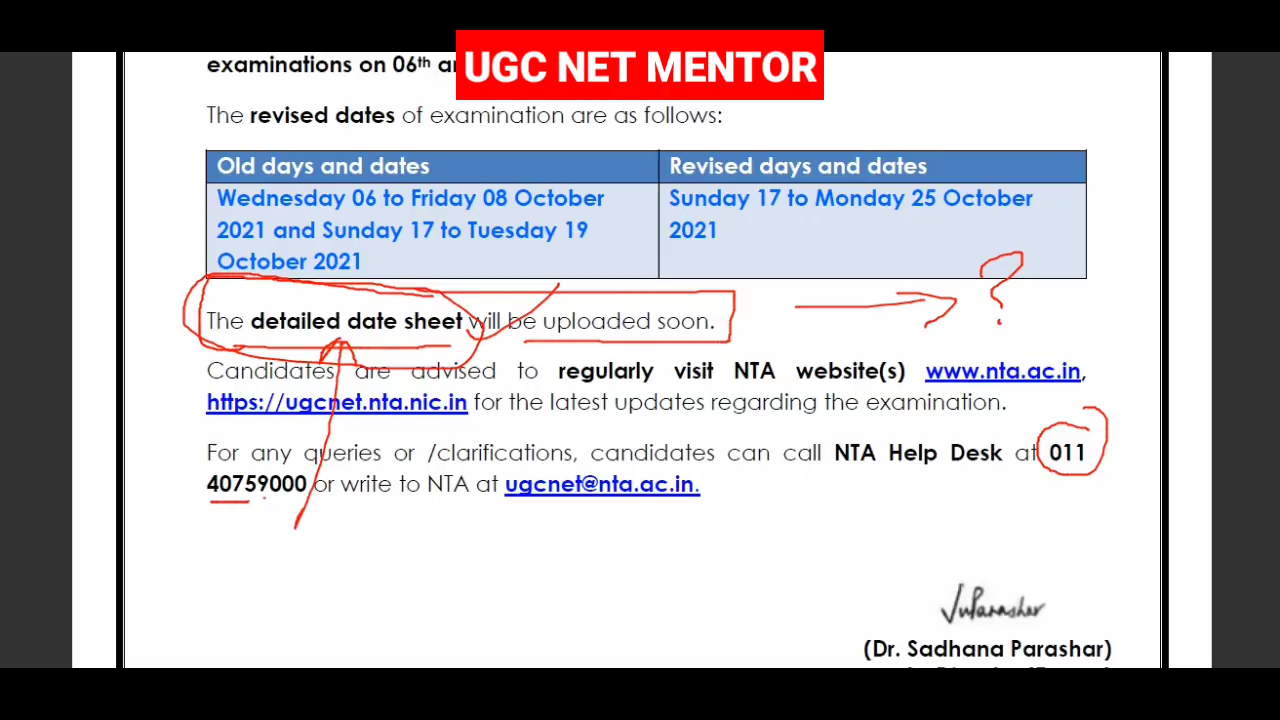 UGC NET MENTOR
examinations on 06th
The revised dates of examination are as follows:
Old days and dates
Revised days and dates
Wednesday 06 to Friday 08 October
2021 and Sunday 17 to Tuesday 19
October 2021
Sunday 17 to Monday 25 October
2021
?
The detailed date sheet will be uploaded soon.
Candidates are advised to regularly visit NTA website(s) www.nta.ac.in,
https://ugcnet.nta.nic.in for the latest updates regarding the examination.
For any queries or /clarifications, candidates can call NTA Help Desk at 011
40759000 or write to NTA at ugcnet@nta.ac.in.
(Dr. Sadhana Parashar)